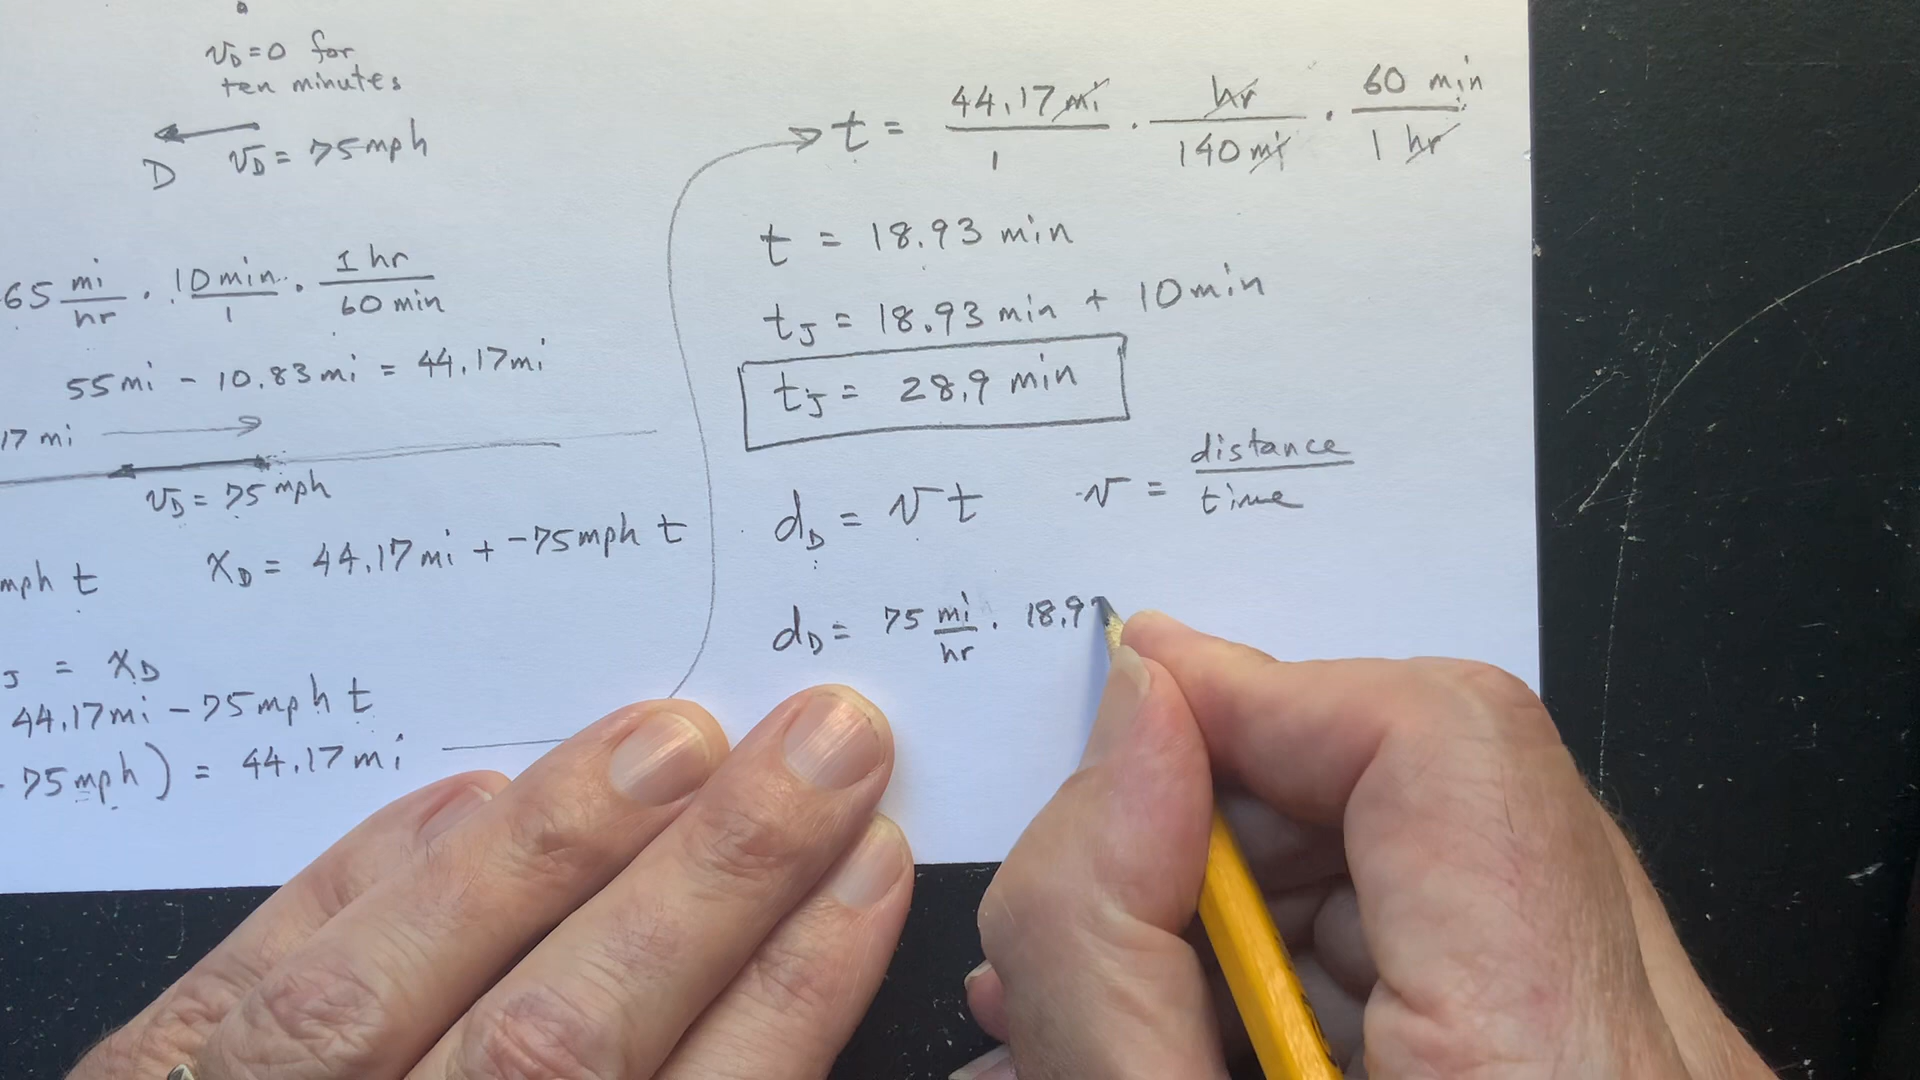 v_D = 0 for
ten minutes
D v_D = 75 mph
65 mi/hr · 10 min/1 · 1 hr/60 min
55 mi - 10.83 mi = 44.17 mi
17 mi
v_D = 75 mph
mph t x_D = 44.17 mi + -75 mph t
J = x_D
44.17 mi - 75 mph t
75 mph) = 44.17 mi
t = 44.17 mi/1 · hr/140 mi · 60 min/1 hr
t = 18.93 min
t_J = 18.93 min + 10 min
t_J = 28.9 min
d_D = v t v = distance/time
d_D = 75 mi/hr · 18.9